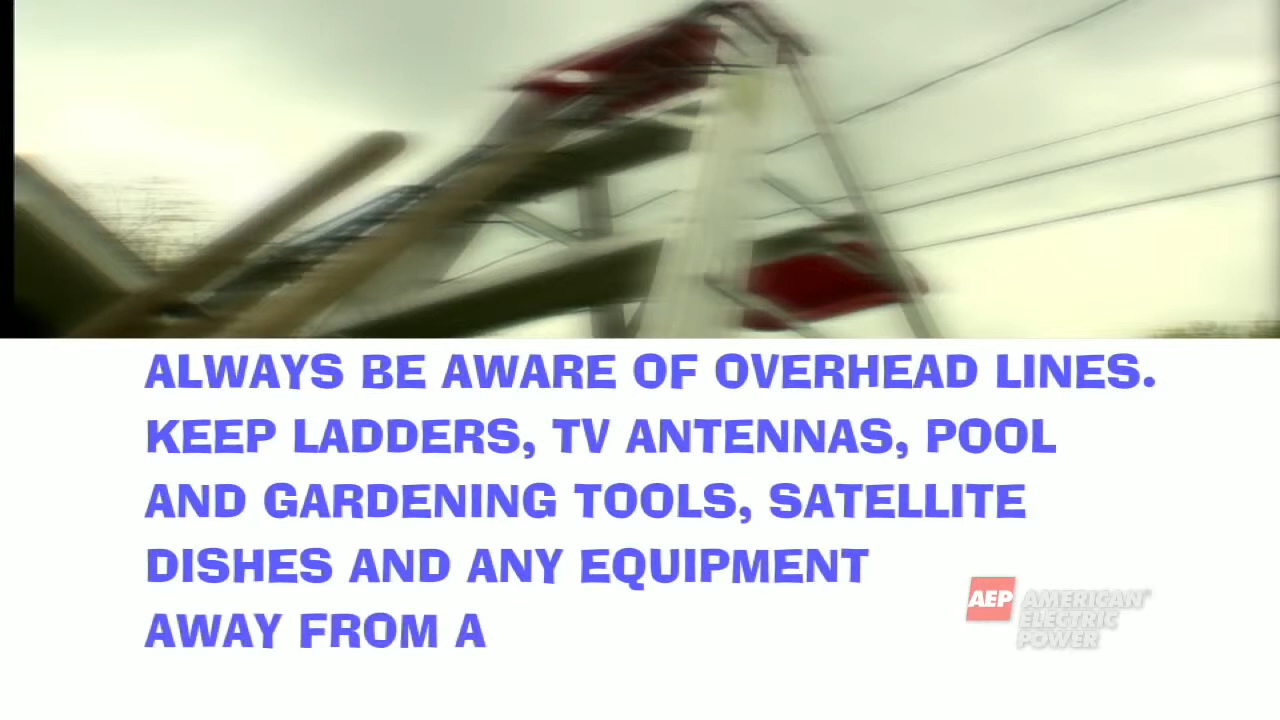 ALWAYS BE AWARE OF OVERHEAD LINES.
KEEP LADDERS, TV ANTENNAS, POOL
AND GARDENING TOOLS, SATELLITE
DISHES AND ANY EQUIPMENT
AWAY FROM A
AEP AMERICAN
ELECTRIC
POWER